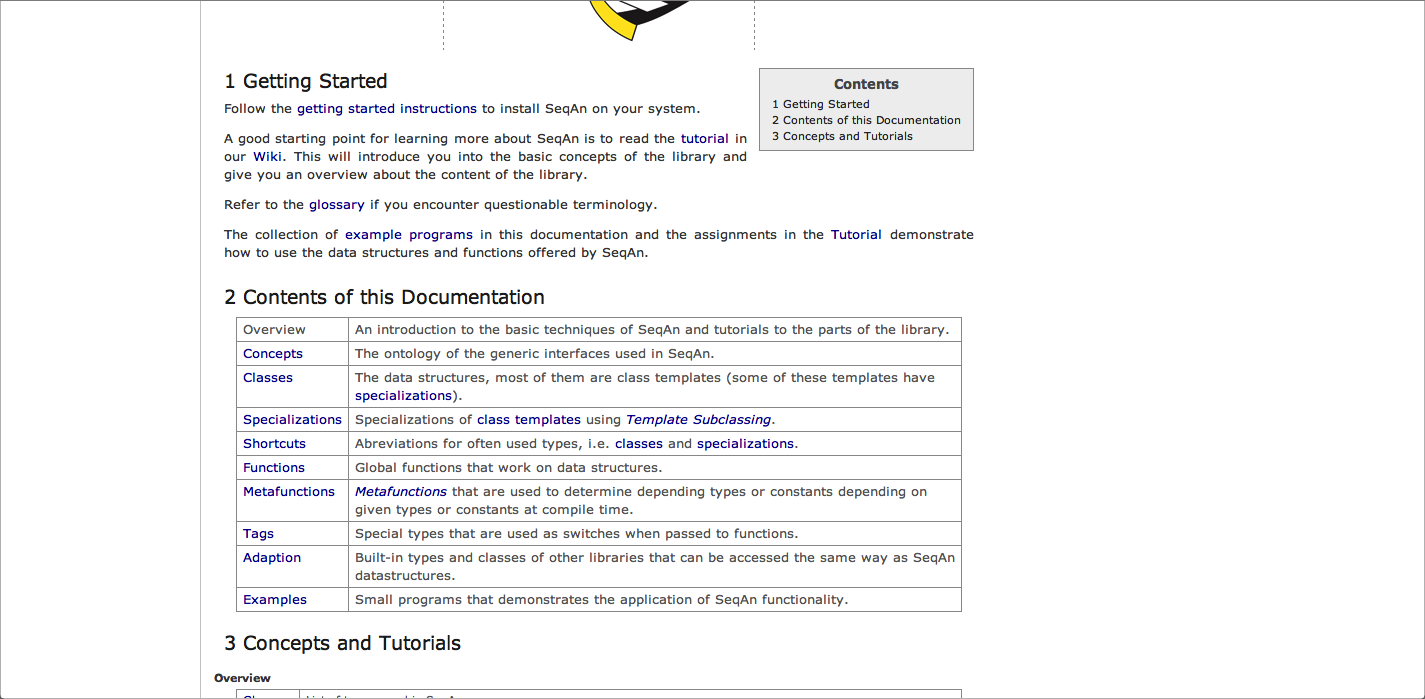 1 Getting Started
Contents
1 Getting Started
2 Contents of this Documentation
3 Concepts and Tutorials
Follow the getting started instructions to install SeqAn on your system.
A good starting point for learning more about SeqAn is to read the tutorial in
our Wiki. This will introduce you into the basic concepts of the library and
give you an overview about the content of the library.
Refer to the glossary if you encounter questionable terminology.
The collection of example programs in this documentation and the assignments in the Tutorial demonstrate
how to use the data structures and functions offered by SeqAn.
2 Contents of this Documentation
Overview An introduction to the basic techniques of SeqAn and tutorials to the parts of the library.
Concepts The ontology of the generic interfaces used in SeqAn.
Classes The data structures, most of them are class templates (some of these templates have
specializations).
Specializations Specializations of class templates using Template Subclassing.
Shortcuts Abreviations for often used types, i.e. classes and specializations.
Functions Global functions that work on data structures.
Metafunctions Metafunctions that are used to determine depending types or constants depending on
given types or constants at compile time.
Tags Special types that are used as switches when passed to functions.
Adaption Built-in types and classes of other libraries that can be accessed the same way as SeqAn
datastructures.
Examples Small programs that demonstrates the application of SeqAn functionality.
3 Concepts and Tutorials
Overview